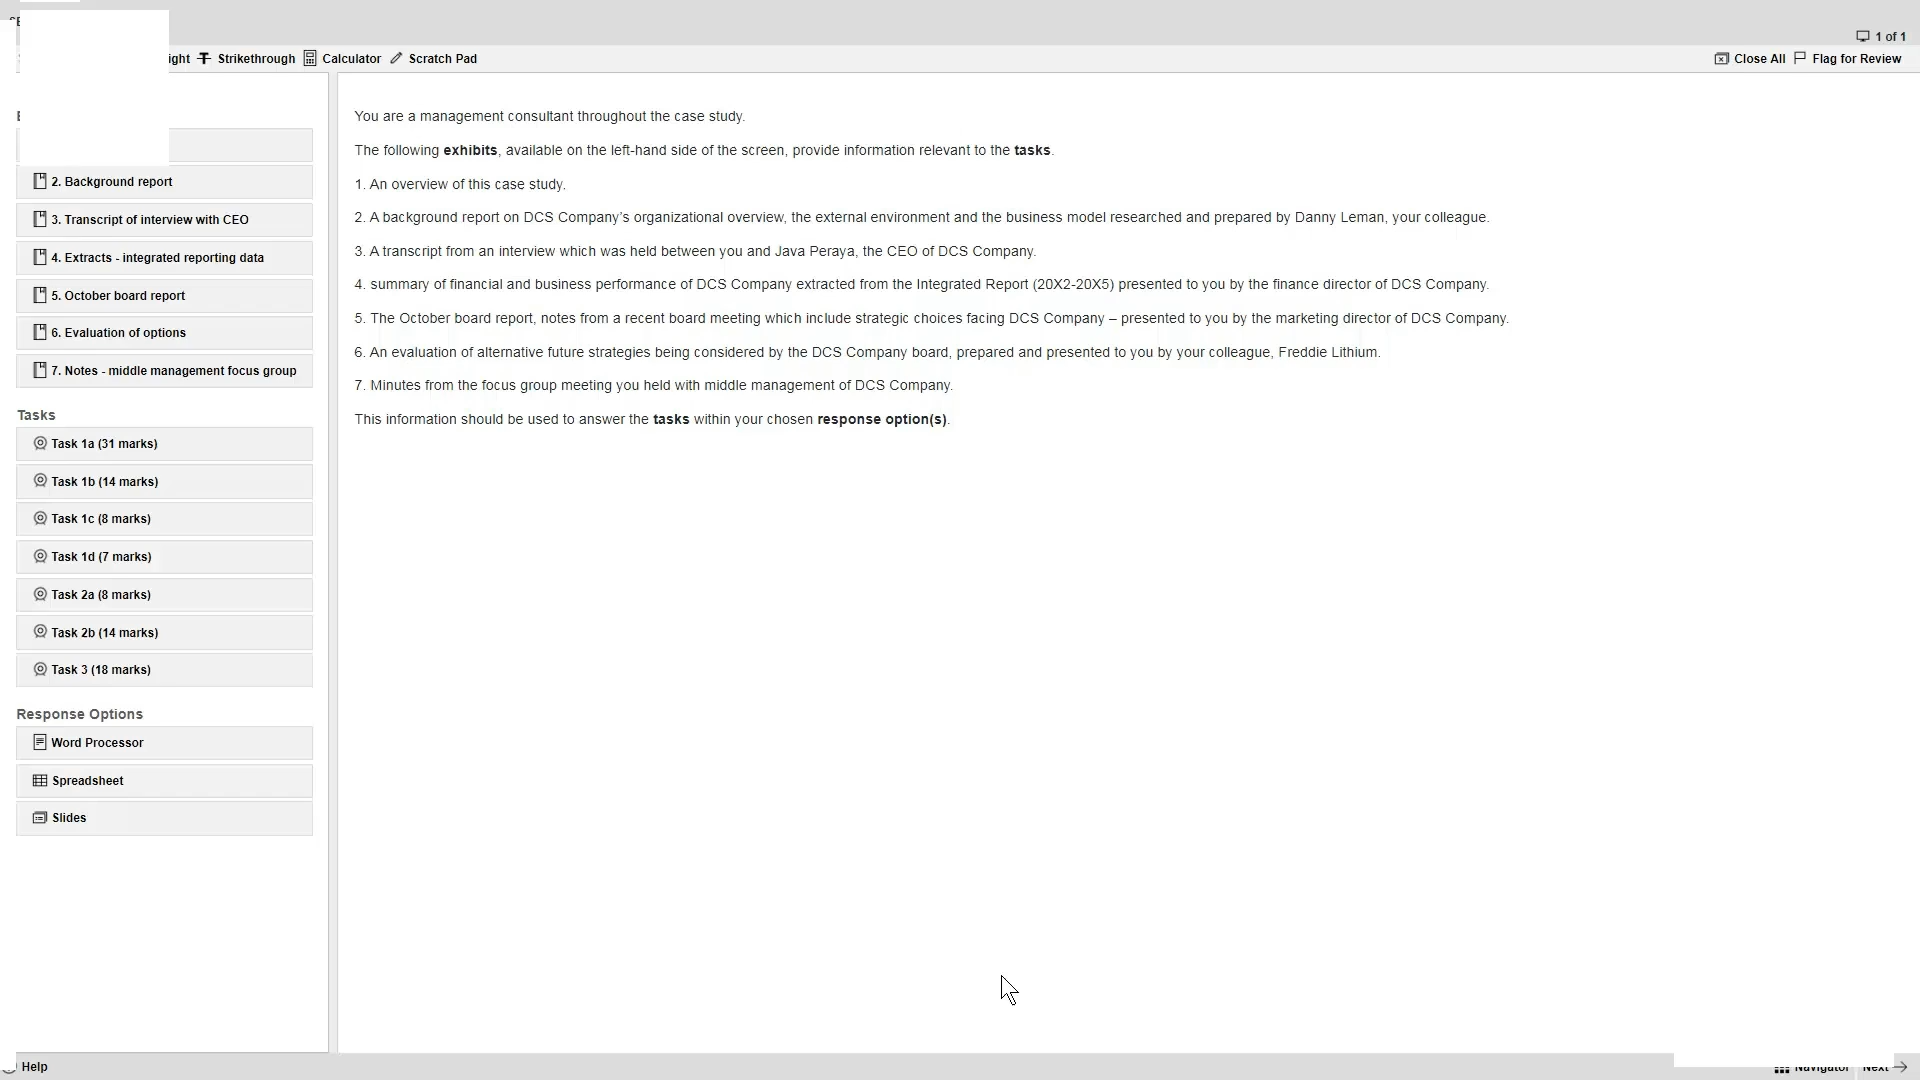 1 of 1
Strikethrough Calculator Scratch Pad
Close All Flag for Review
2. Background report
3. Transcript of interview with CEO
4. Extracts - integrated reporting data
5. October board report
6. Evaluation of options
7. Notes - middle management focus group
Tasks
Task 1a (31 marks)
Task 1b (14 marks)
Task 1c (8 marks)
Task 1d (7 marks)
Task 2a (8 marks)
Task 2b (14 marks)
Task 3 (18 marks)
Response Options
Word Processor
Spreadsheet
Slides
You are a management consultant throughout the case study.
The following exhibits, available on the left-hand side of the screen, provide information relevant to the tasks.
1. An overview of this case study.
2. A background report on DCS Company's organizational overview, the external environment and the business model researched and prepared by Danny Leman, your colleague.
3. A transcript from an interview which was held between you and Java Peraya, the CEO of DCS Company.
4. summary of financial and business performance of DCS Company extracted from the Integrated Report (20X2-20X5) presented to you by the finance director of DCS Company.
5. The October board report, notes from a recent board meeting which include strategic choices facing DCS Company – presented to you by the marketing director of DCS Company.
6. An evaluation of alternative future strategies being considered by the DCS Company board, prepared and presented to you by your colleague, Freddie Lithium.
7. Minutes from the focus group meeting you held with middle management of DCS Company.
This information should be used to answer the tasks within your chosen response option(s).
Help
Navigator Next